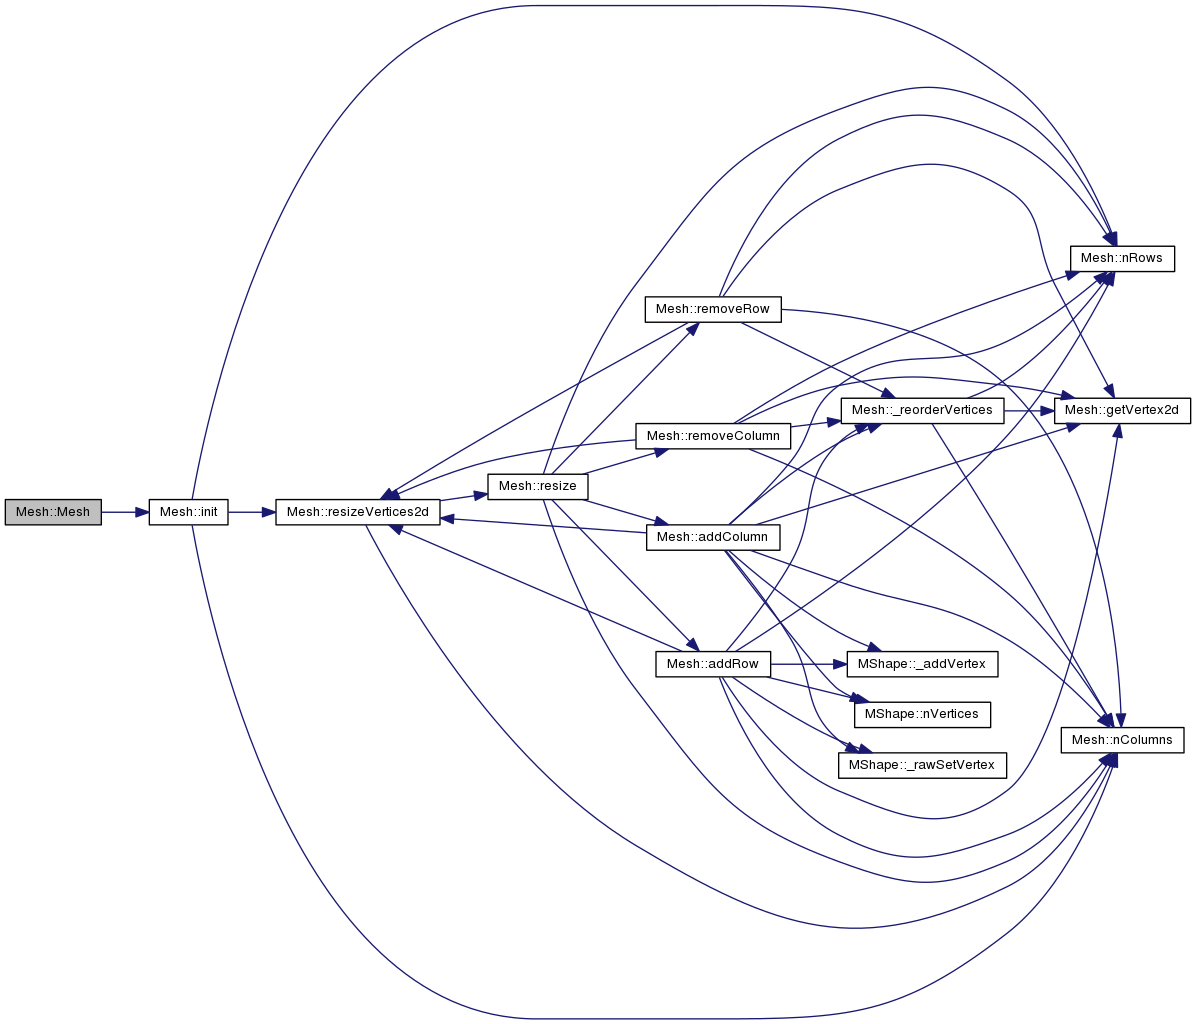 Mesh::Mesh
Mesh::init
Mesh::resizeVertices2d
Mesh::resize
Mesh::removeRow
Mesh::removeColumn
Mesh::addColumn
Mesh::addRow
Mesh::_reorderVertices
MShape::_addVertex
MShape::nVertices
MShape::_rawSetVertex
Mesh::nRows
Mesh::getVertex2d
Mesh::nColumns